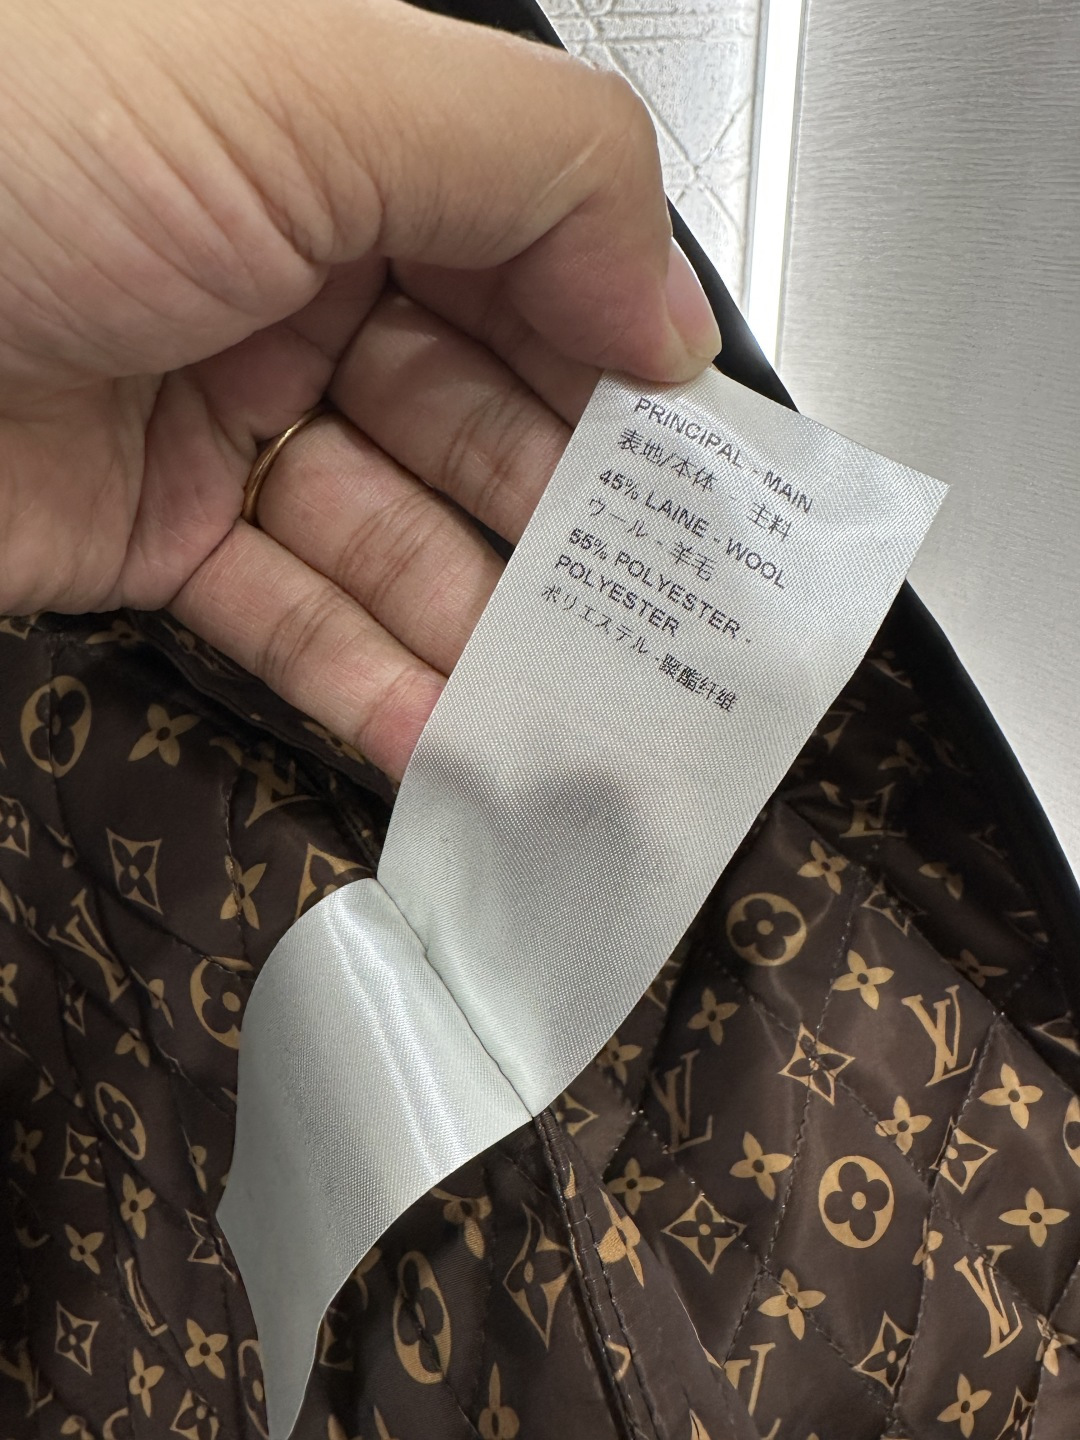 PRINCIPAL - MAIN
表地/本体 - 主料
45% LAINE - WOOL
ウール - 羊毛
55% POLYESTER -
POLYESTER
ポリエステル -聚酯纤维